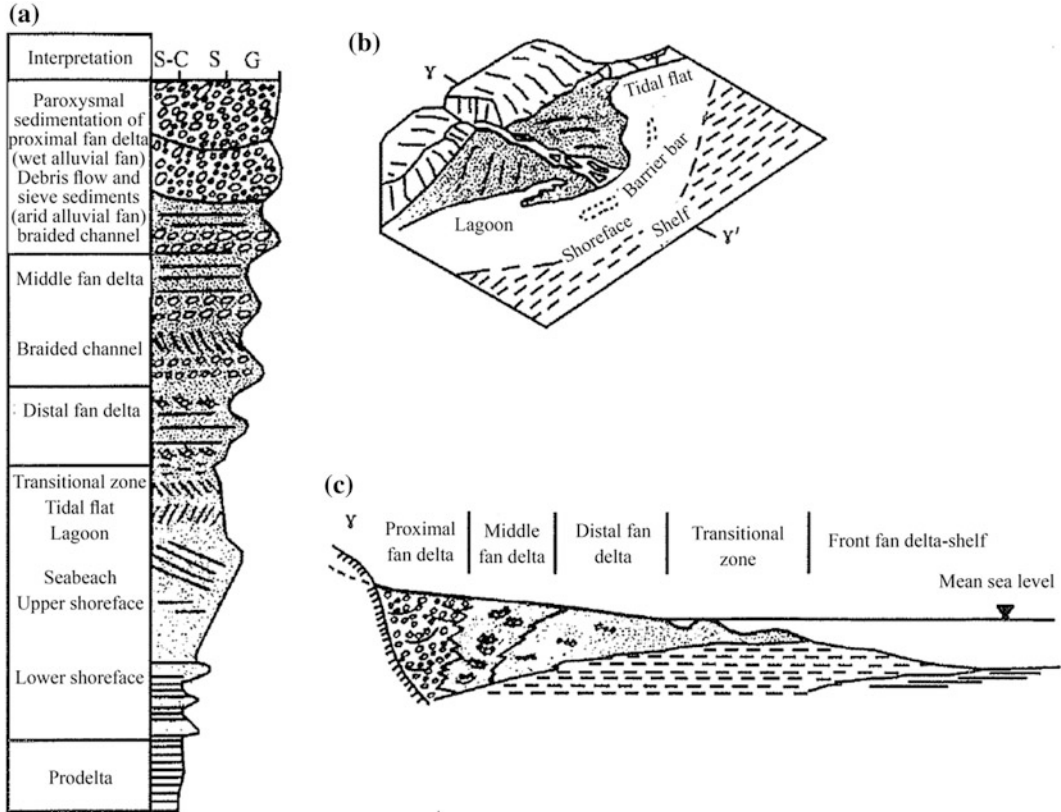 (a)
Interpretation
S-C S G
Paroxysmal
sedimentation of
proximal fan delta
(wet alluvial fan)
Debris flow and
sieve sediments
(arid alluvial fan)
braided channel
Middle fan delta
Braided channel
Distal fan delta
Transitional zone
Tidal flat
Lagoon
Seabeach
Upper shoreface
Lower shoreface
Prodelta
(b)
Y
Tidal flat
Barrier bar
Lagoon
Shoreface
Shelf
Y'
(c)
Y
Proximal
fan delta
Middle
fan delta
Distal fan
delta
Transitional
zone
Front fan delta-shelf
Mean sea level